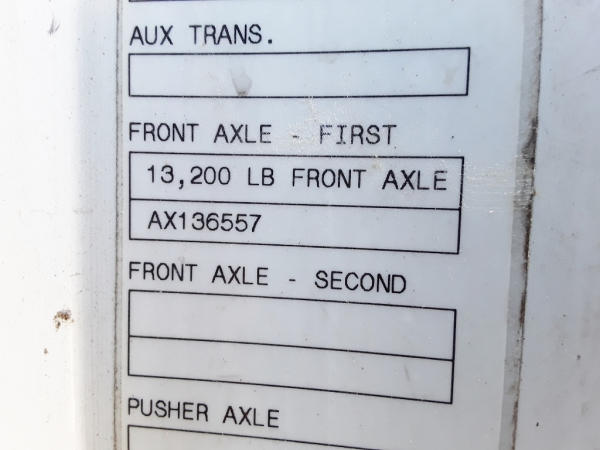 AUX TRANS.
FRONT AXLE - FIRST
13,200 LB FRONT AXLE
AX136557
FRONT AXLE - SECOND
PUSHER AXLE